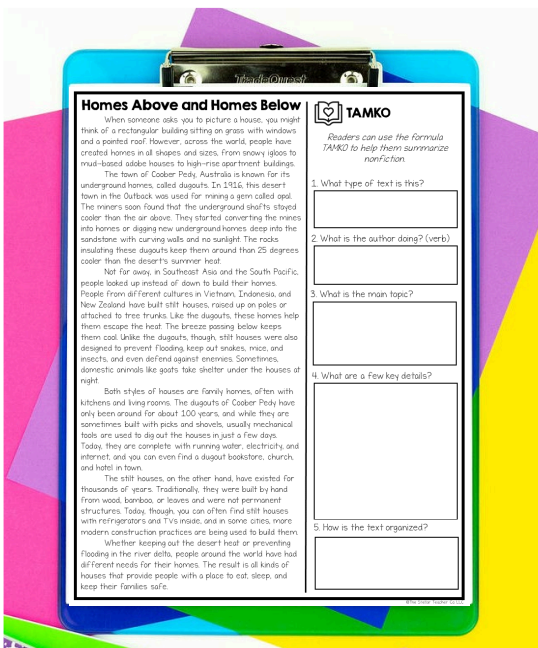 TradeQuest
Homes Above and Homes Below
When someone asks you to picture a house, you might
think of a rectangular building sitting on grass with windows
and a pointed roof. However, across the world, people have
created homes in all shapes and sizes, from snowy igloos to
mud-based adobe houses to high-rise apartment buildings.
The town of Coober Pedy, Australia is known for its
underground homes, called dugouts. In 1916, this desert
town in the Outback was used for mining a gem called opal.
The miners soon found that the underground shafts stayed
cooler than the air above. They started converting the mines
into homes or digging new underground homes deep into the
sandstone with curving walls and no sunlight. The rocks
insulating these dugouts keep them around than 25 degrees
cooler than the desert's summer heat.
Not far away, in Southeast Asia and the South Pacific,
people looked up instead of down to build their homes.
People from different cultures in Vietnam, Indonesia, and
New Zealand have built stilt houses, raised up on poles or
attached to tree trunks. Like the dugouts, these homes help
them escape the heat. The breeze passing below keeps
them cool. Unlike the dugouts, though, stilt houses were also
designed to prevent flooding, keep out snakes, mice, and
insects, and even defend against enemies. Sometimes,
domestic animals like goats take shelter under the houses at
night.
Both styles of houses are family homes, often with
kitchens and living rooms. The dugouts of Coober Pedy have
only been around for about 100 years, and while they are
sometimes built with picks and shovels, usually mechanical
tools are used to dig out the houses in just a few days.
Today, they are complete with running water, electricity, and
internet, and you can even find a dugout bookstore, church,
and hotel in town.
The stilt houses, on the other hand, have existed for
thousands of years. Traditionally, they were built by hand
from wood, bamboo, or leaves and were not permanent
structures. Today, though, you can often find stilt houses
with refrigerators and TVs inside, and in some cities, more
modern construction practices are being used to build them.
Whether keeping out the desert heat or preventing
flooding in the river delta, people around the world have had
different needs for their homes. The result is all kinds of
houses that provide people with a place to eat, sleep, and
keep their families safe.
TAMKO
Readers can use the formula
TAMKO to help them summarize
nonfiction.
1. What type of text is this?
2. What is the author doing? (verb)
3. What is the main topic?
4. What are a few key details?
5. How is the text organized?
©The Stellar Teacher Co LLC